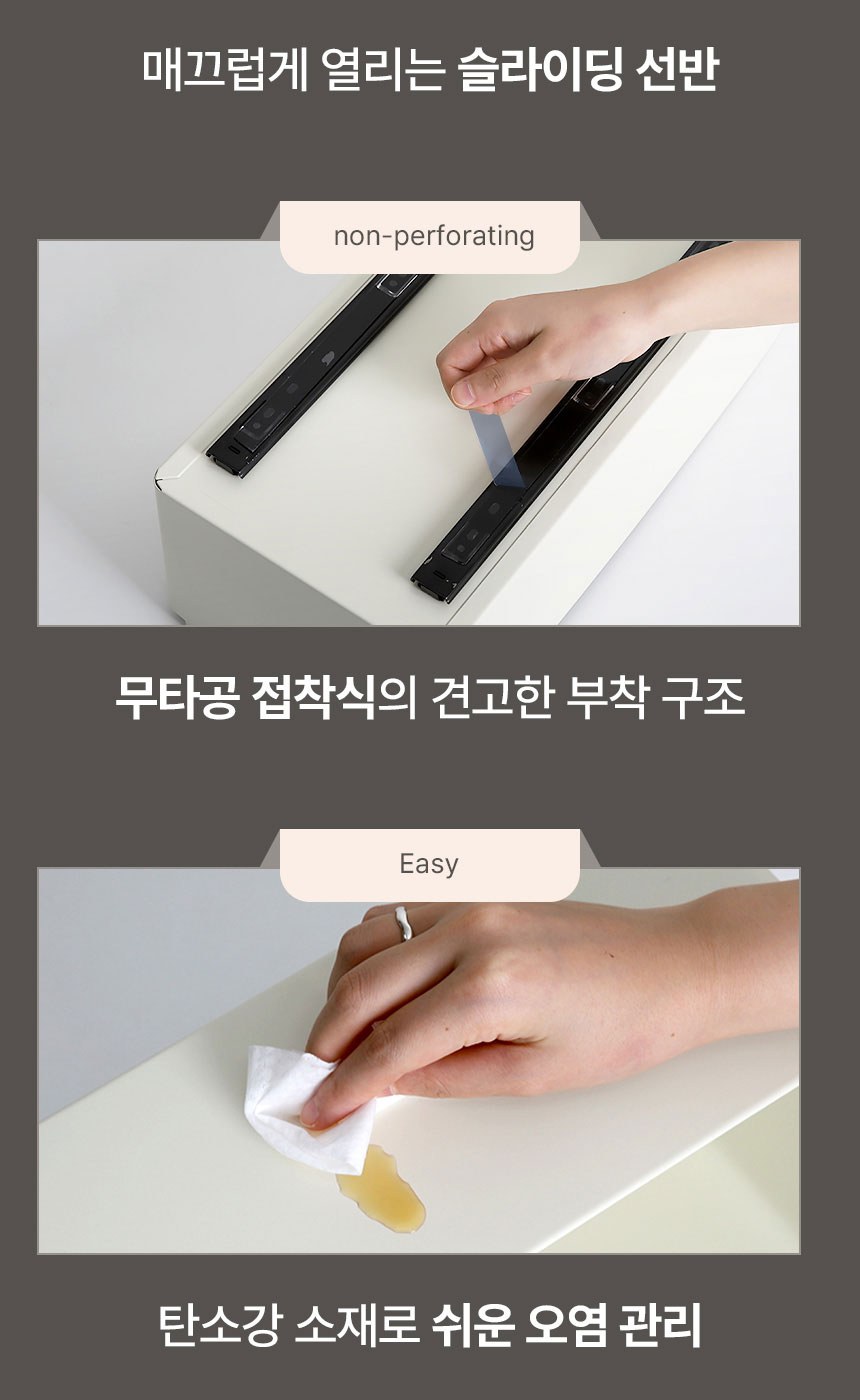 매끄럽게 열리는 슬라이딩 선반
non-perforating
무타공 접착식의 견고한 부착 구조
Easy
탄소강 소재로 쉬운 오염 관리